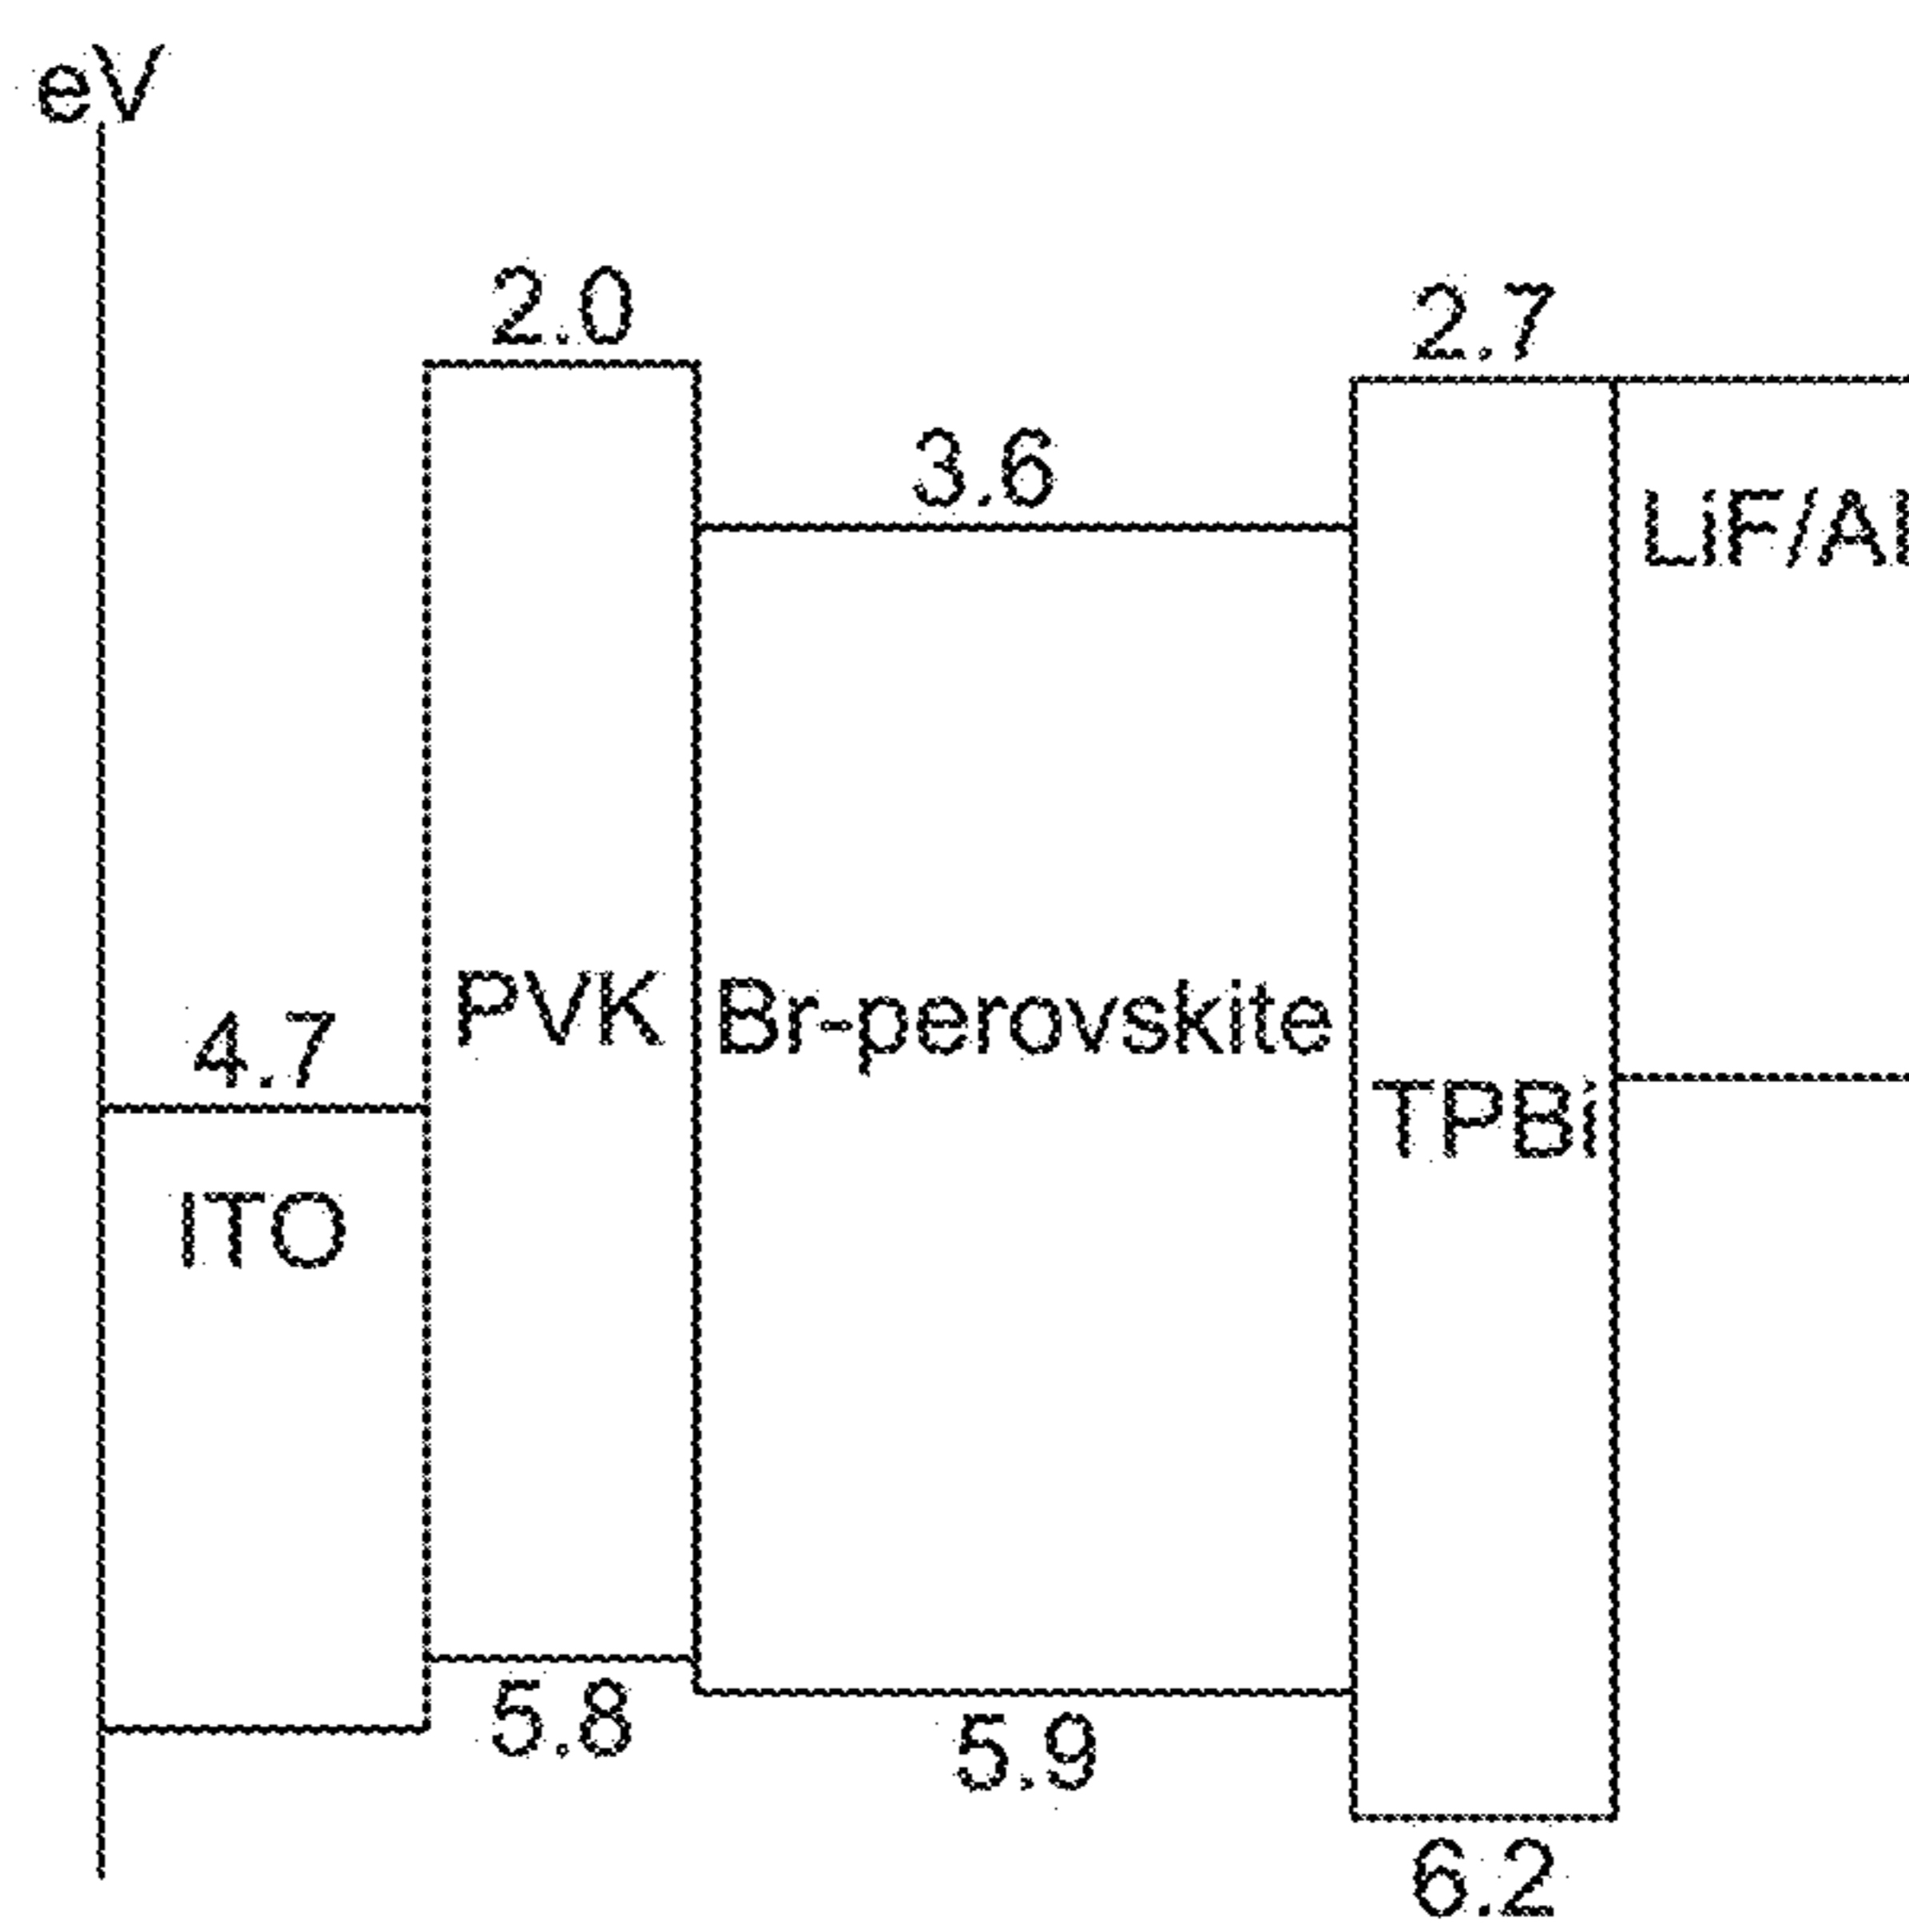 eV
2.0
2.7
3.6
LiF/Al
PVK
Br-perovskite
4.7
TPBi
ITO
5.8
5.9
6.2